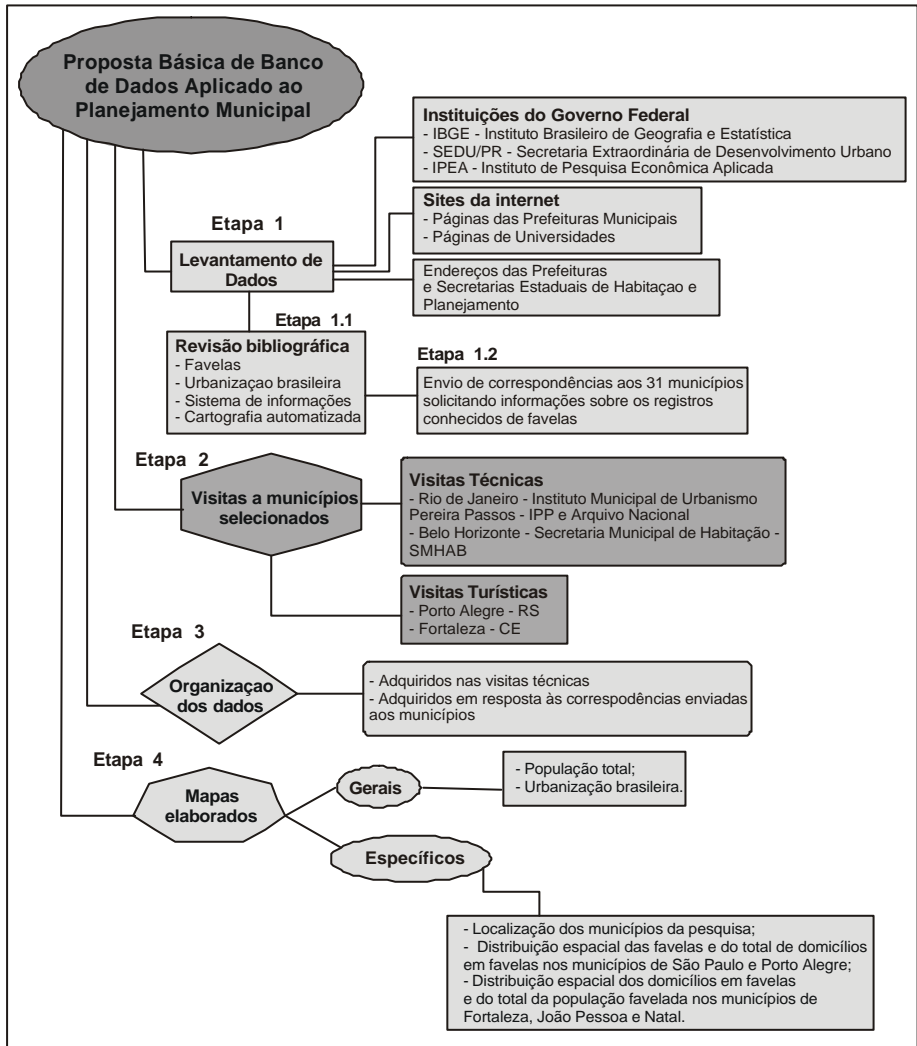 Proposta Básica de Banco
de Dados Aplicado ao
Planejamento Municipal
Instituições do Governo Federal
- IBGE - Instituto Brasileiro de Geografia e Estatística
- SEDU/PR - Secretaria Extraordinária de Desenvolvimento Urbano
- IPEA - Instituto de Pesquisa Econômica Aplicada
Sites da internet
- Páginas das Prefeituras Municipais
- Páginas de Universidades
Etapa 1
Levantamento de
Dados
Endereços das Prefeituras
e Secretarias Estaduais de Habitaçao e
Planejamento
Etapa 1.1
Revisão bibliográfica
- Favelas
- Urbanizaçao brasileira
- Sistema de informações
- Cartografia automatizada
Etapa 1.2
Envio de correspondências aos 31 municípios
solicitando informações sobre os registros
conhecidos de favelas
Etapa 2
Visitas a municípios
selecionados
Visitas Técnicas
- Rio de Janeiro - Instituto Municipal de Urbanismo
Pereira Passos - IPP e Arquivo Nacional
- Belo Horizonte - Secretaria Municipal de Habitação -
SMHAB
Visitas Turísticas
- Porto Alegre - RS
- Fortaleza - CE
Etapa 3
Organizaçao
dos dados
- Adquiridos nas visitas técnicas
- Adquiridos em resposta às correspodências enviadas
aos municípios
Etapa 4
Mapas
elaborados
Gerais
- População total;
- Urbanização brasileira.
Específicos
- Localização dos municípios da pesquisa;
- Distribuição espacial das favelas e do total de domicílios
em favelas nos municípios de São Paulo e Porto Alegre;
- Distribuição espacial dos domicílios em favelas
e do total da população favelada nos municípios de
Fortaleza, João Pessoa e Natal.